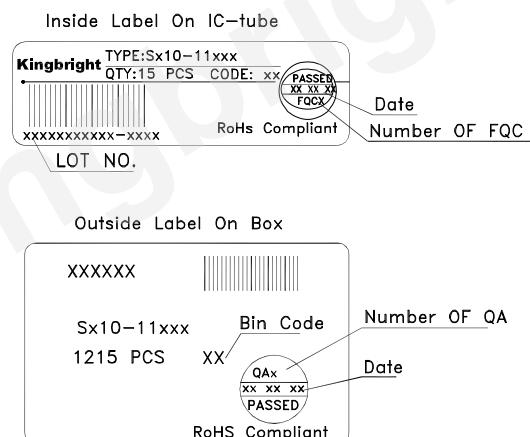 Inside Label On IC-tube
Kingbright
TYPE:Sx10-11xxx
QTY:15 PCS CODE: xx
PASSED
XX XX XX
FQCX
Date
RoHs Compliant
Number OF FQC
xxxxxxxxxxx-xxxx
LOT NO.
Outside Label On Box
XXXXXX
Sx10-11xxx
Bin Code
Number OF QA
1215 PCS
XX
QAx
Date
XX XX XX
PASSED
RoHS Compliant